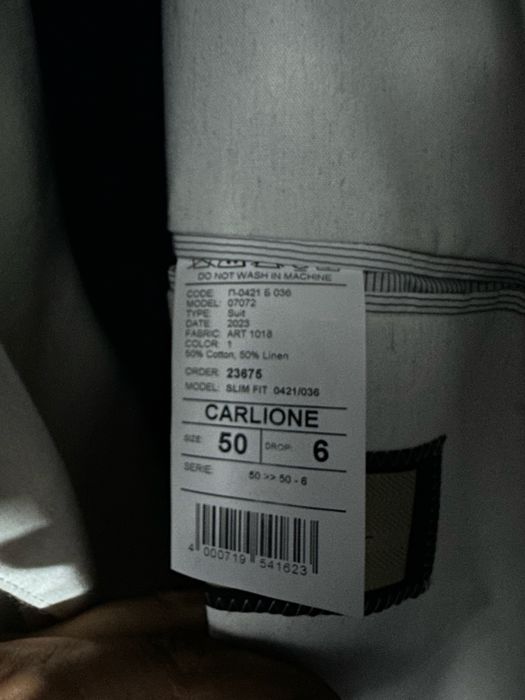 DO NOT WASH IN MACHINE
CODE: П-0421 Б 036
MODEL: 07072
TYPE: Suit
DATE: 2023
FABRIC: ART 1018
COLOR: 1
50% Cotton, 50% Linen
ORDER: 23675
MODEL: SLIM FIT 0421/036
CARLIONE
SIZE: 50 DROP: 6
SERIE: 50 >> 50 - 6
4 000719 541623